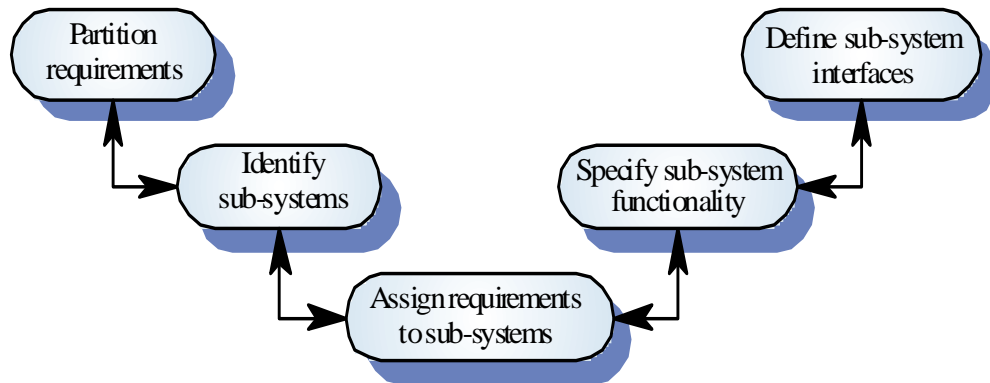 Partition
requirements
Define sub-system
interfaces
Identify
sub-systems
Specify sub-system
functionality
Assign requirements
to sub-systems